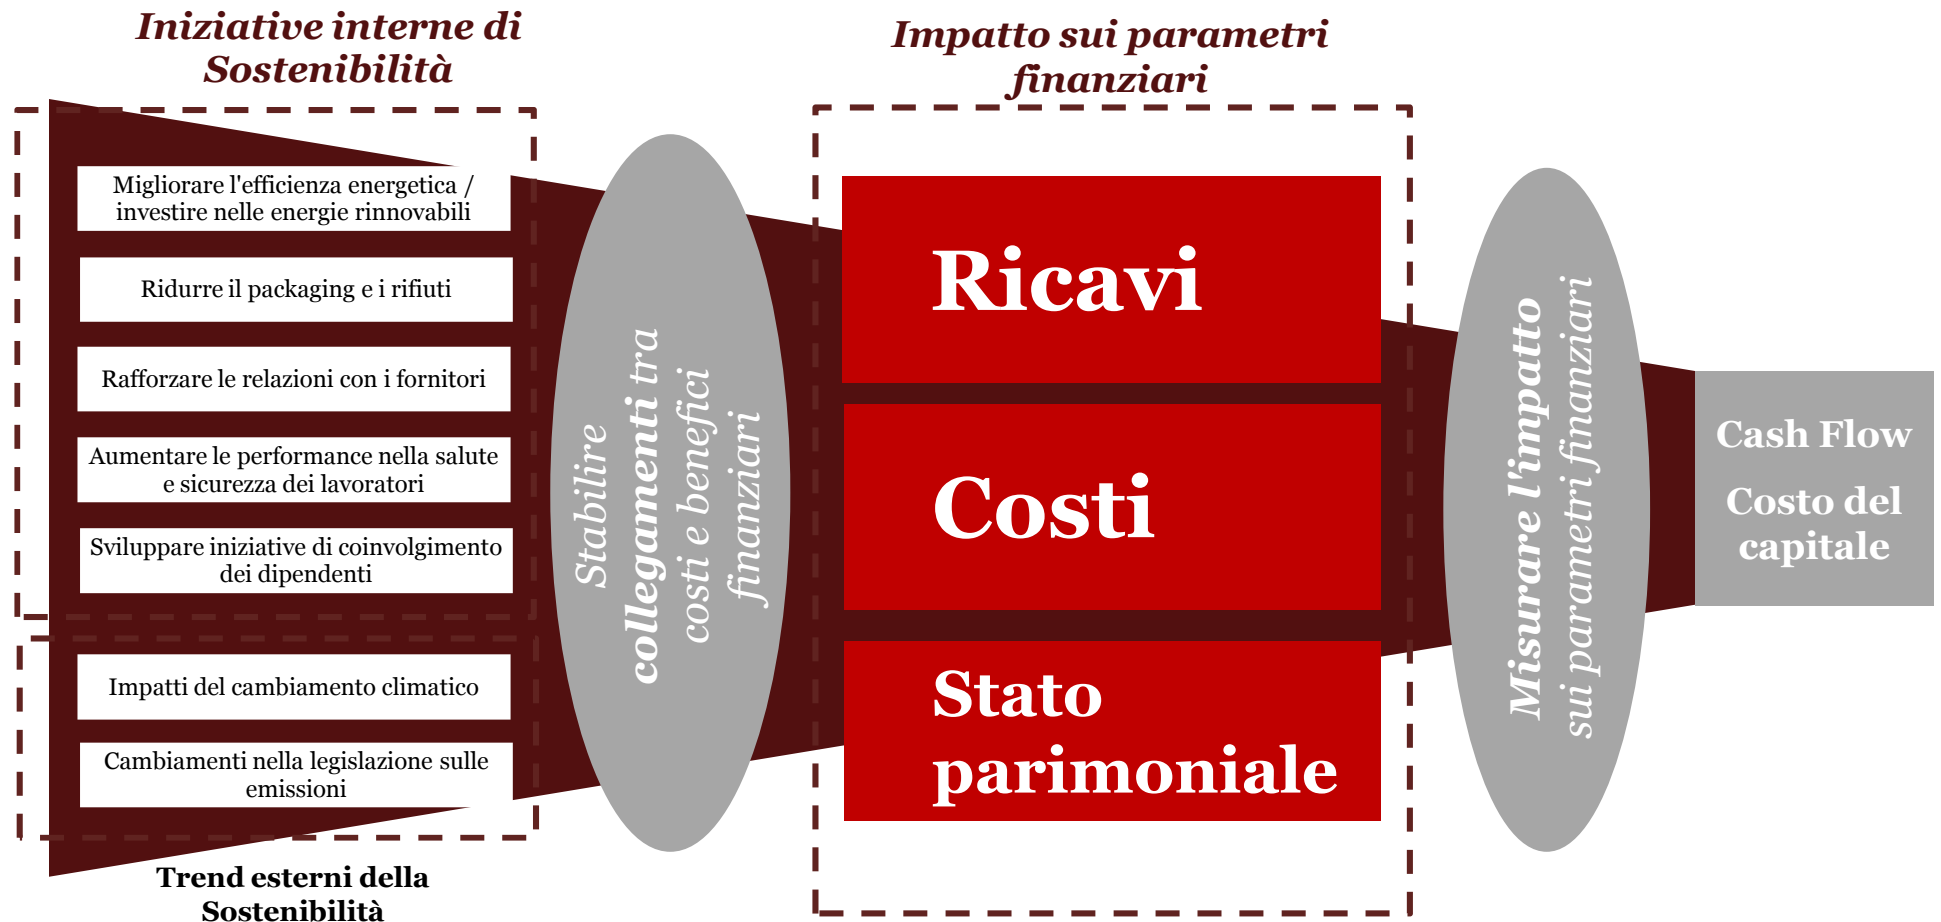 Iniziative interne di
Sostenibilità
Migliorare l'efficienza energetica /
investire nelle energie rinnovabili
Ridurre il packaging e i rifiuti
Rafforzare le relazioni con i fornitori
Aumentare le performance nella salute
e sicurezza dei lavoratori
Sviluppare iniziative di coinvolgimento
dei dipendenti
Impatti del cambiamento climatico
Cambiamenti nella legislazione sulle
emissioni
Trend esterni della
Sostenibilità
Stabilire
collegamenti tra
costi e benefici
finanziari
Impatto sui parametri
finanziari
Ricavi
Costi
Stato
parimoniale
Misurare l'impatto
sui parametri finanziari
Cash Flow
Costo del
capitale